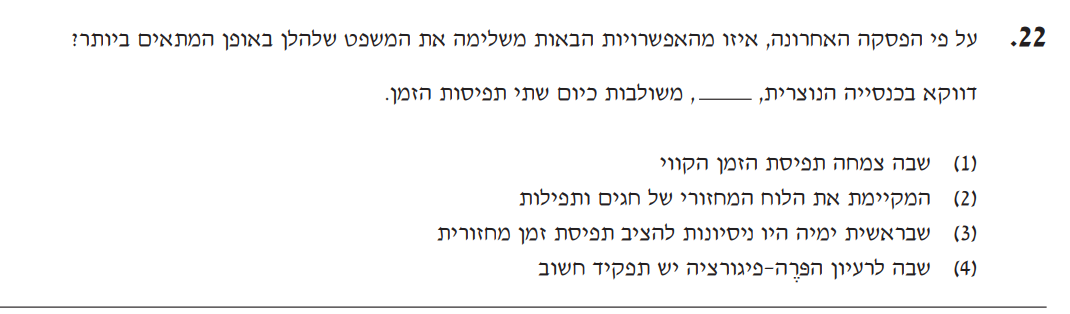 22. על פי הפסקה האחרונה, איזו מהאפשרויות הבאות משלימה את המשפט שלהלן באופן המתאים ביותר?
דווקא בכנסייה הנוצרית, _____, משולבות כיום שתי תפיסות הזמן.
(1) שבה צמחה תפיסת הזמן הקווי
(2) המקיימת את הלוח המחזורי של חגים ותפילות
(3) שבראשית ימיה היו ניסיונות להציב תפיסת זמן מחזורית
(4) שבה לרעיון הפְּרֶה-פיגורציה יש תפקיד חשוב